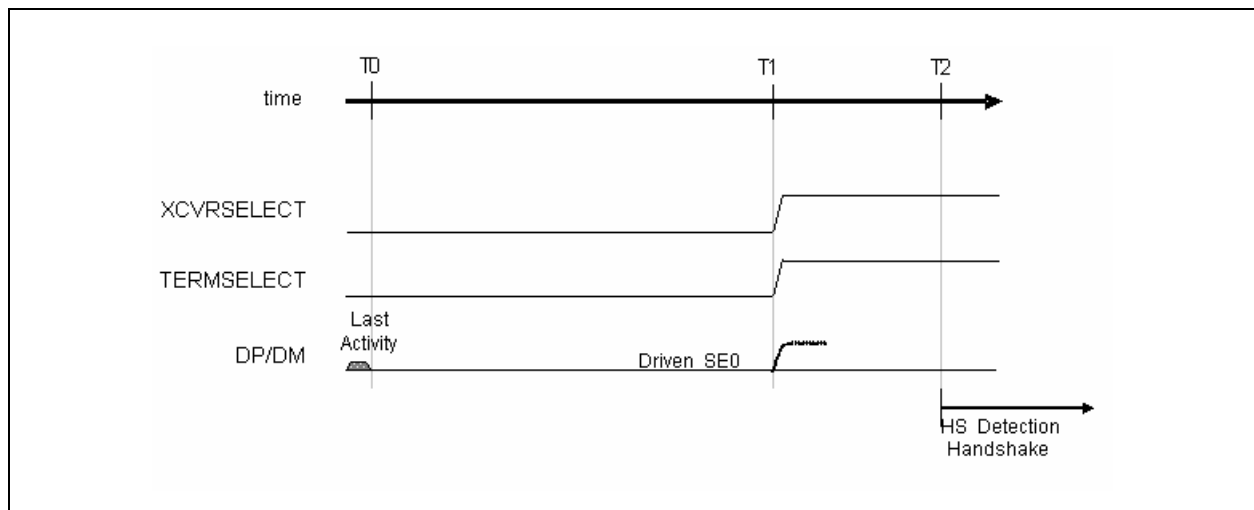 T0 T1 T2
time
XCVRSELECT
TERMSELECT
Last
Activity
DP/DM
Driven SE0
HS Detection
Handshake